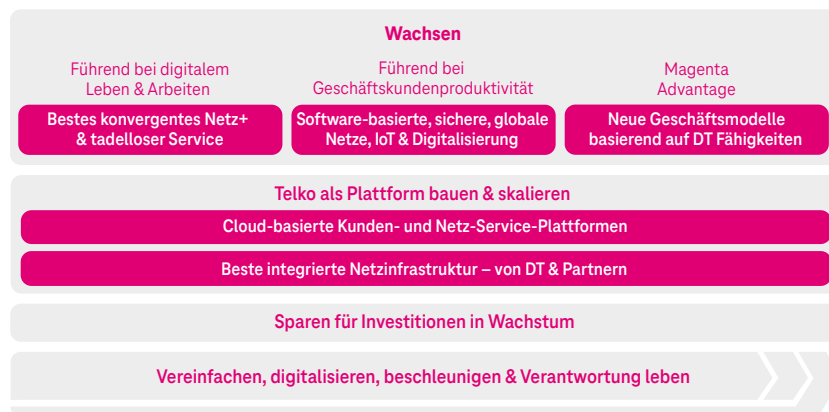 Wachsen
Führend bei digitalem
Leben & Arbeiten
Bestes konvergentes Netz+
& tadelloser Service
Führend bei
Geschäftskundenproduktivität
Software-basierte, sichere, globale
Netze, IoT & Digitalisierung
Magenta
Advantage
Neue Geschäftsmodelle
basierend auf DT Fähigkeiten
Telko als Plattform bauen & skalieren
Cloud-basierte Kunden- und Netz-Service-Plattformen
Beste integrierte Netzinfrastruktur – von DT & Partnern
Sparen für Investitionen in Wachstum
Vereinfachen, digitalisieren, beschleunigen & Verantwortung leben